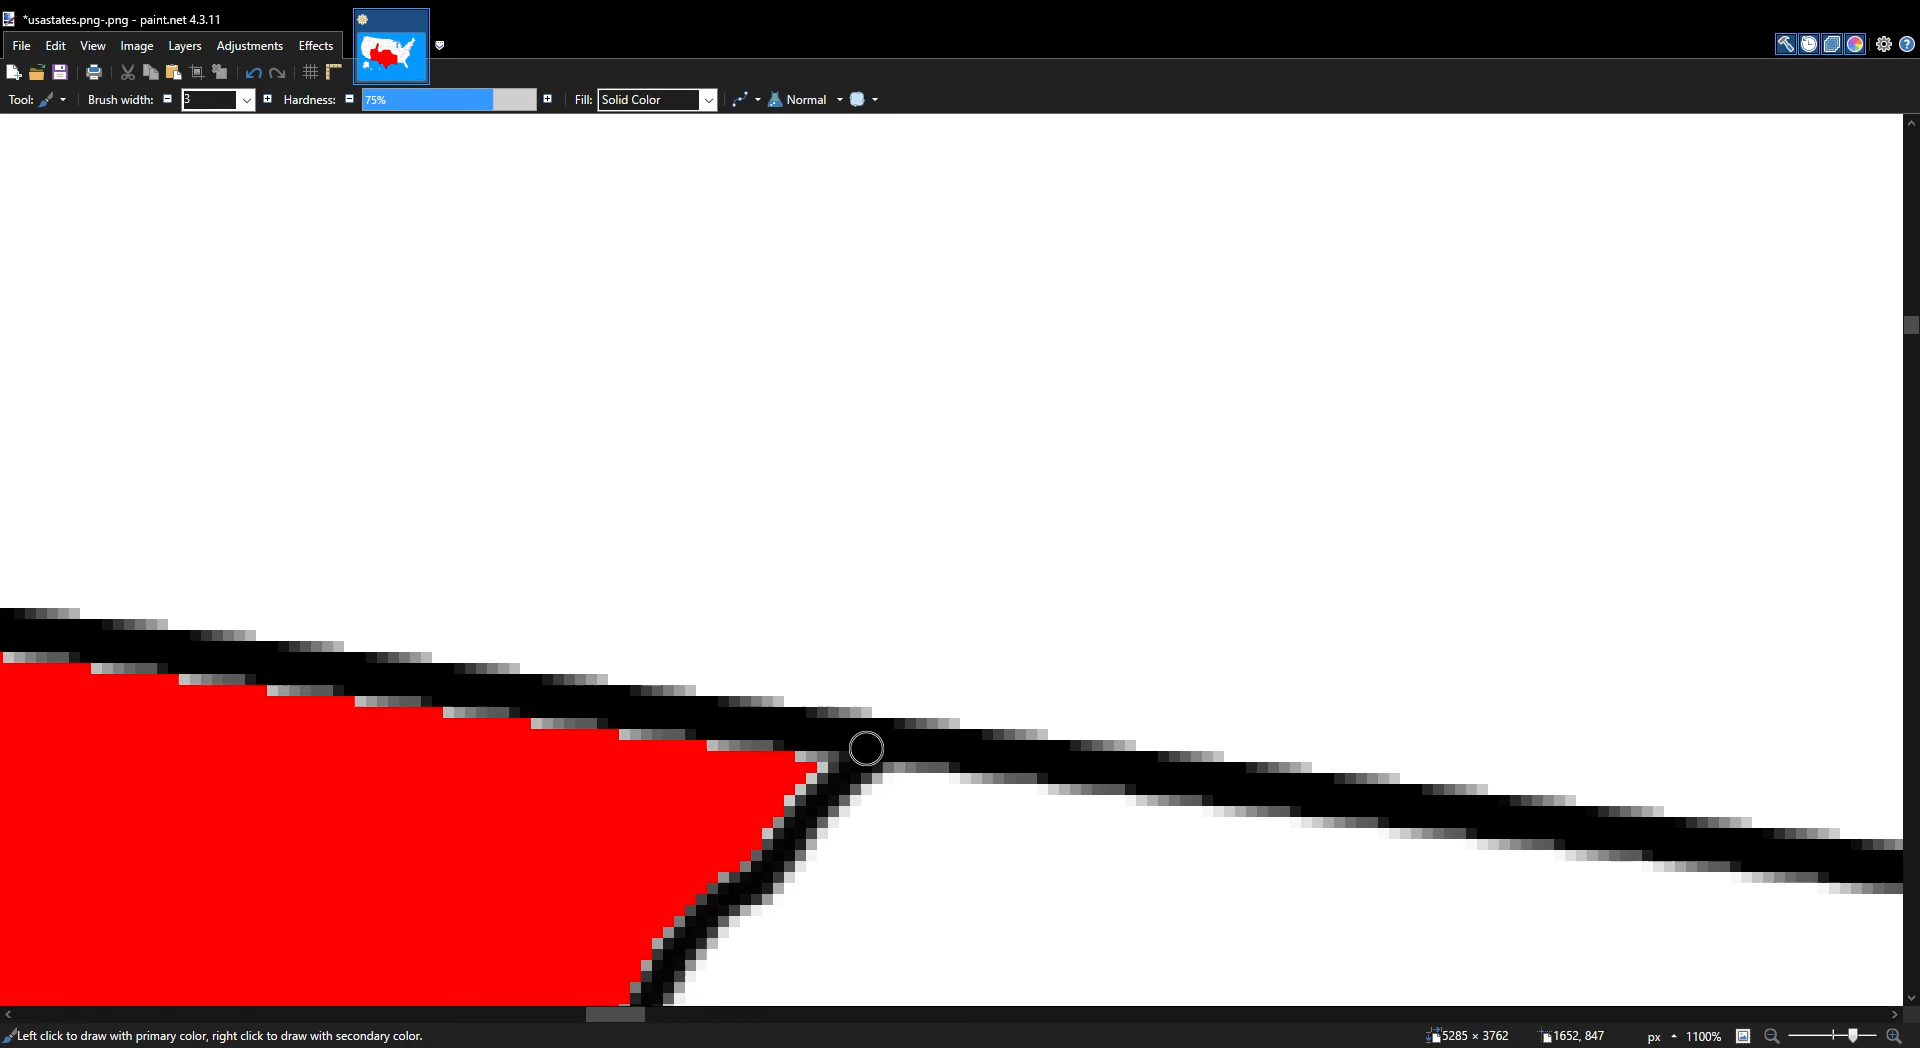 *usastates.png-.png - paint.net 4.3.11
File Edit View Image Layers Adjustments Effects
Tool: Brush width: 3 Hardness: 75% Fill: Solid Color Normal
Left click to draw with primary color, right click to draw with secondary color. 5285 × 3762 1652, 847 px 1100%